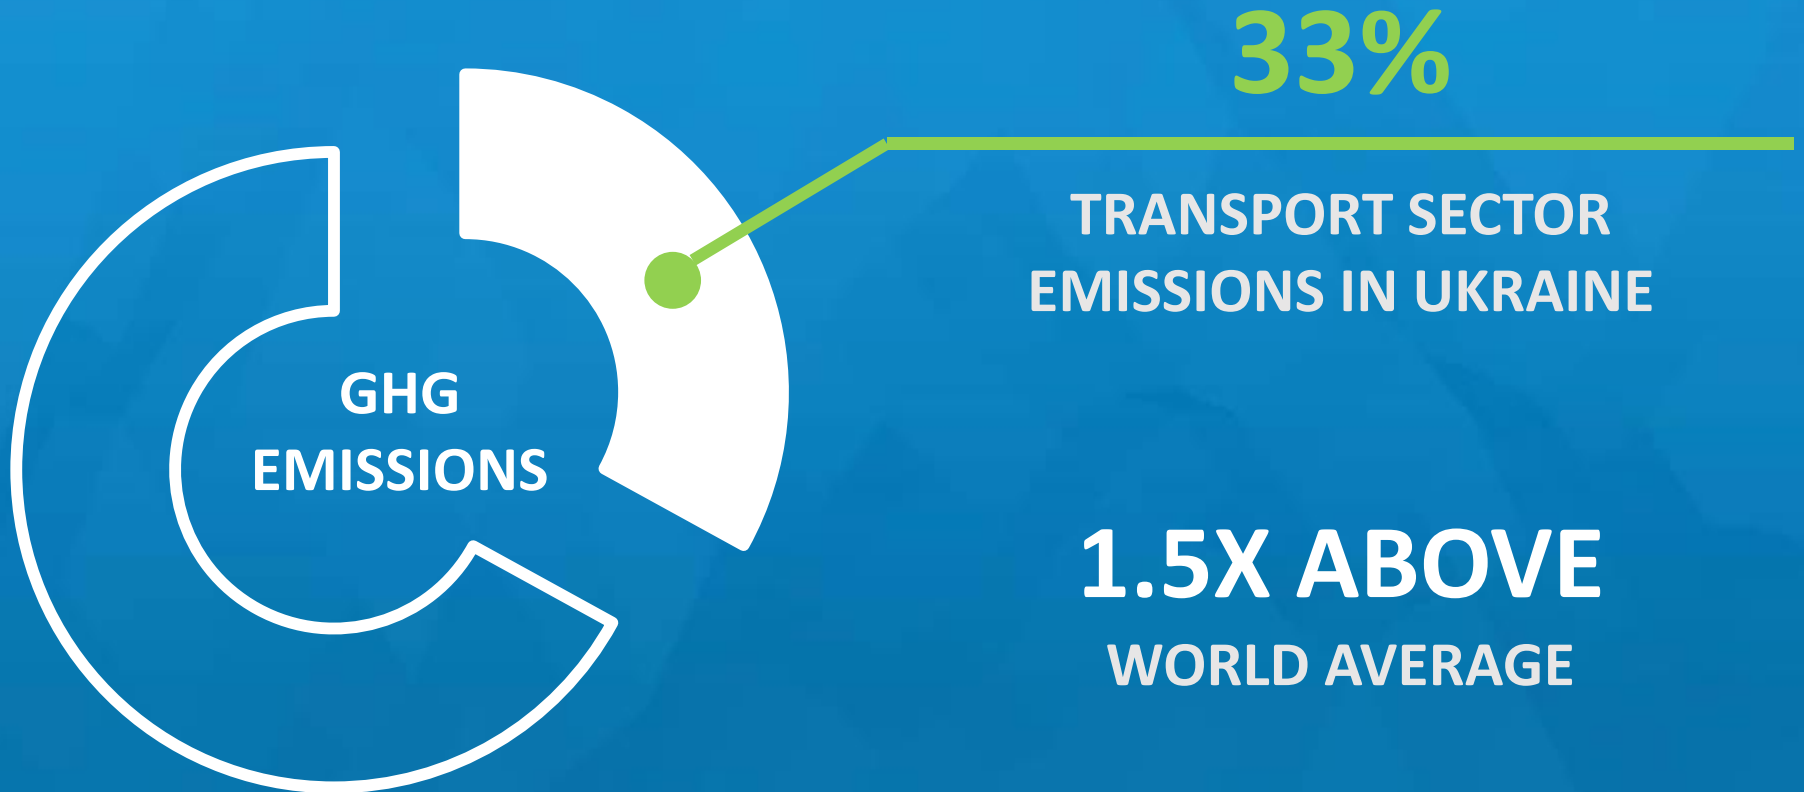 33%
TRANSPORT SECTOR
EMISSIONS IN UKRAINE
GHG
EMISSIONS
1.5X ABOVE
WORLD AVERAGE